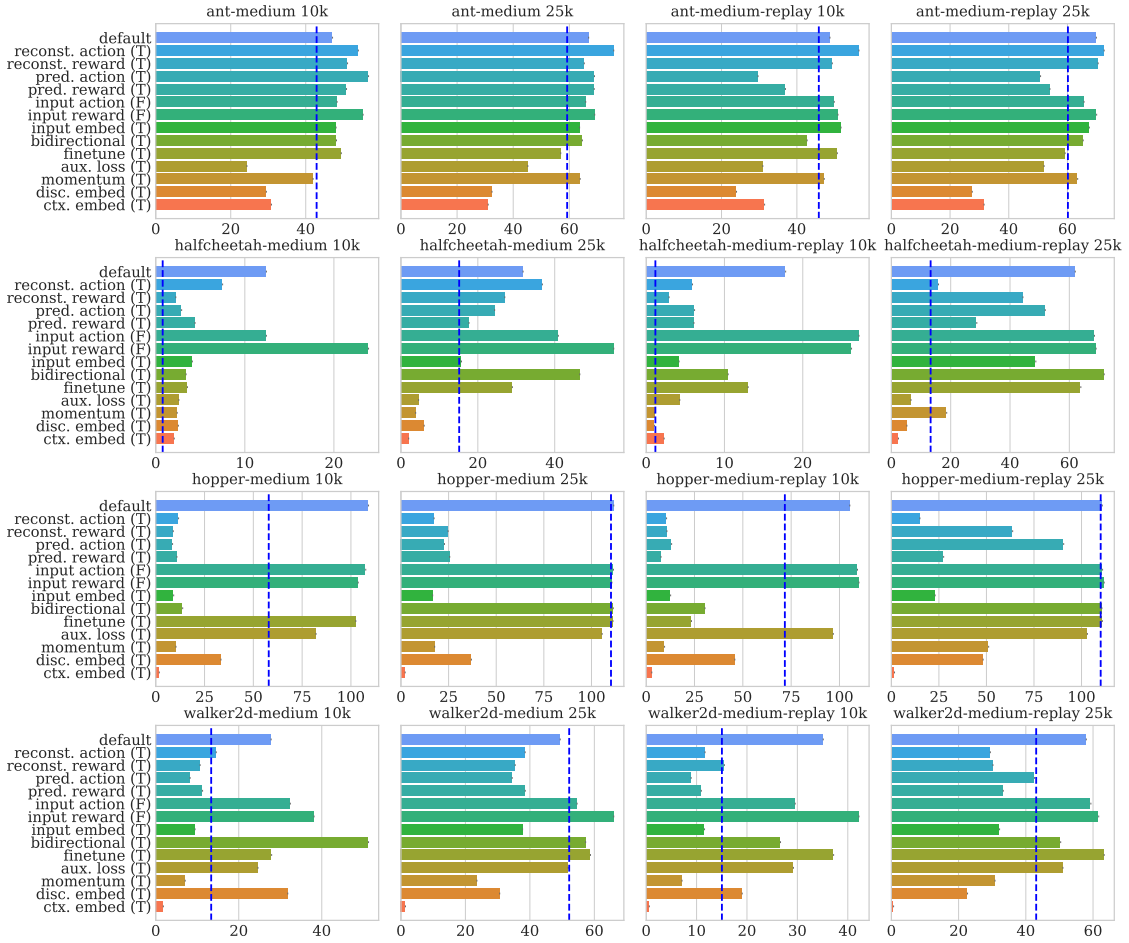 ant-medium 10k ant-medium 25k ant-medium-replay 10k ant-medium-replay 25k
default
reconst. action (T)
reconst. reward (T)
pred. action (T)
pred. reward (T)
input action (F)
input reward (F)
input embed (T)
bidirectional (T)
finetune (T)
aux. loss (T)
momentum (T)
disc. embed (T)
ctx. embed (T)
0 20 40 0 20 40 60 0 20 40 0 20 40 60
halfcheetah-medium 10k halfcheetah-medium 25k halfcheetah-medium-replay 10k halfcheetah-medium-replay 25k
default
reconst. action (T)
reconst. reward (T)
pred. action (T)
pred. reward (T)
input action (F)
input reward (F)
input embed (T)
bidirectional (T)
finetune (T)
aux. loss (T)
momentum (T)
disc. embed (T)
ctx. embed (T)
0 10 20 0 20 40 0 10 20 0 20 40 60
hopper-medium 10k hopper-medium 25k hopper-medium-replay 10k hopper-medium-replay 25k
default
reconst. action (T)
reconst. reward (T)
pred. action (T)
pred. reward (T)
input action (F)
input reward (F)
input embed (T)
bidirectional (T)
finetune (T)
aux. loss (T)
momentum (T)
disc. embed (T)
ctx. embed (T)
0 25 50 75 100 0 25 50 75 100 0 25 50 75 100 0 50 100
walker2d-medium 10k walker2d-medium 25k walker2d-medium-replay 10k walker2d-medium-replay 25k
default
reconst. action (T)
reconst. reward (T)
pred. action (T)
pred. reward (T)
input action (F)
input reward (F)
input embed (T)
bidirectional (T)
finetune (T)
aux. loss (T)
momentum (T)
disc. embed (T)
ctx. embed (T)
0 20 40 0 20 40 60 0 10 20 30 40 0 20 40 60